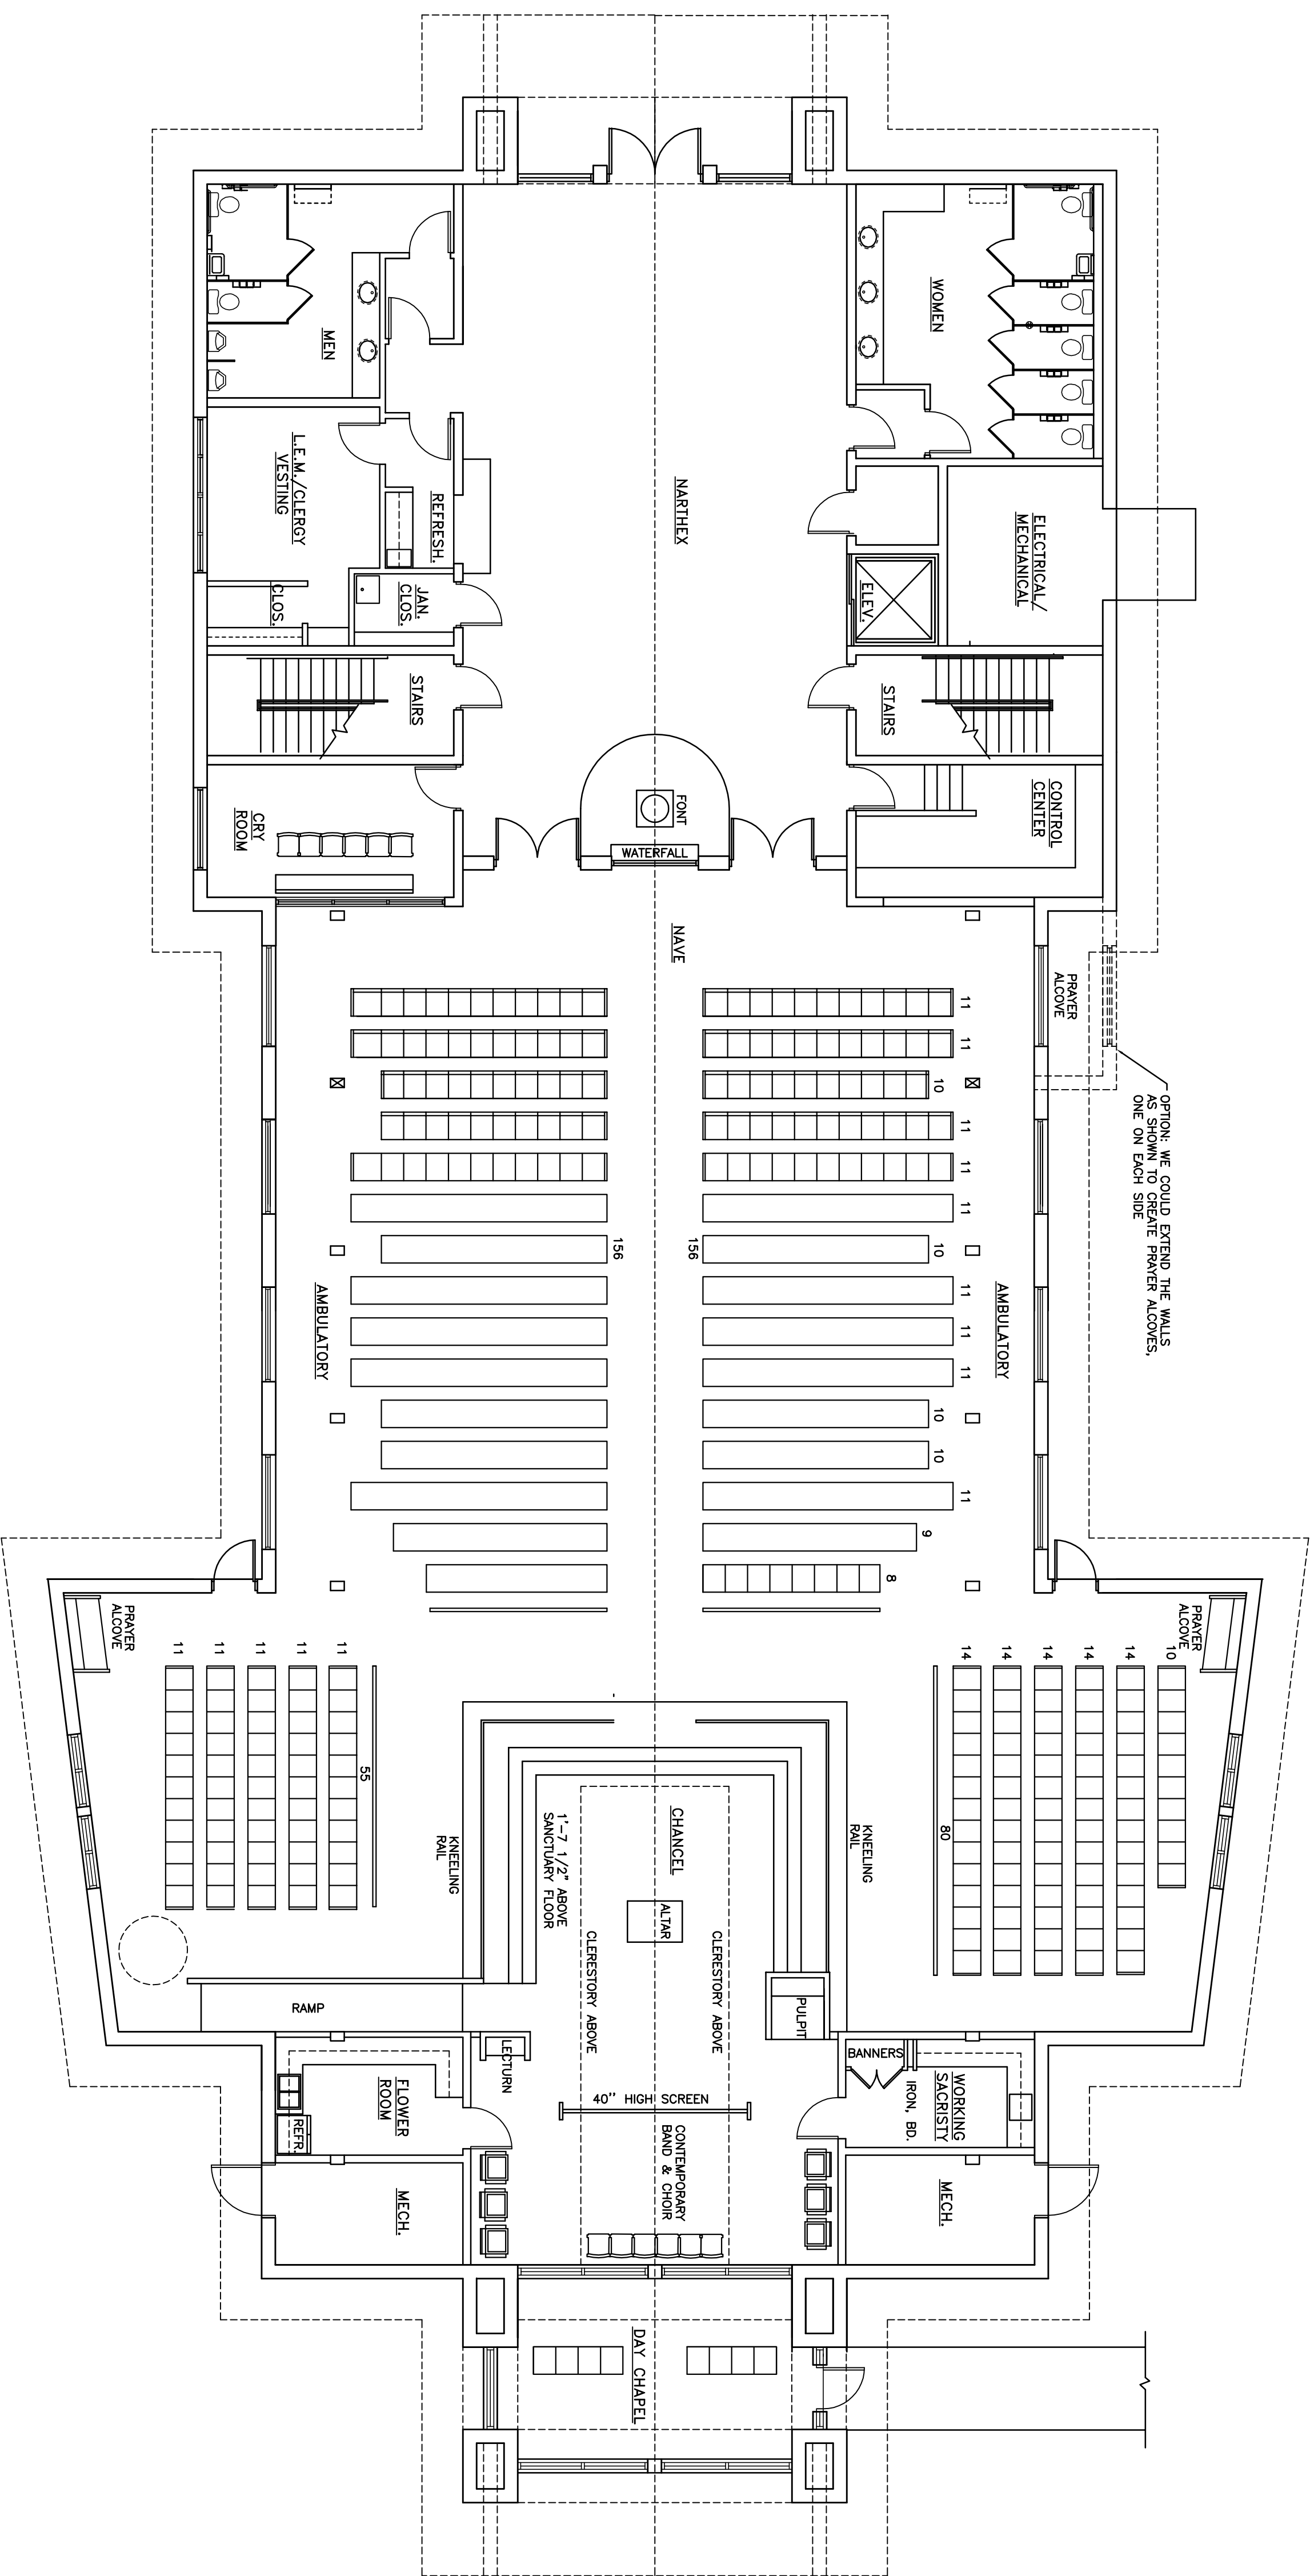 WOMEN
MEN
NARTHEX
ELECTRICAL/
MECHANICAL
ELEV.
L.E.M./CLERGY
VESTING
REFRESH.
CLOS.
JAN.
CLOS.
STAIRS
STAIRS
CONTROL
CENTER
FONT
WATERFALL
CRY
ROOM
NAVE
PRAYER
ALCOVE
OPTION: WE COULD EXTEND THE WALLS
AS SHOWN TO CREATE PRAYER ALCOVES,
ONE ON EACH SIDE
11
11
10
11
11
11
10
11
11
11
10
10
11
9
8
156
156
AMBULATORY
AMBULATORY
PRAYER
ALCOVE
PRAYER
ALCOVE
11
11
11
11
11
55
14
14
14
14
14
10
80
KNEELING
RAIL
KNEELING
RAIL
CHANCEL
1'-7 1/2" ABOVE
SANCTUARY FLOOR
ALTAR
CLERESTORY ABOVE
CLERESTORY ABOVE
PULPIT
RAMP
LECTURN
BANNERS
IRON, BD.
WORKING
SACRISTY
FLOWER
ROOM
REFR.
40" HIGH SCREEN
CONTEMPORARY
BAND & CHOIR
MECH.
MECH.
DAY CHAPEL